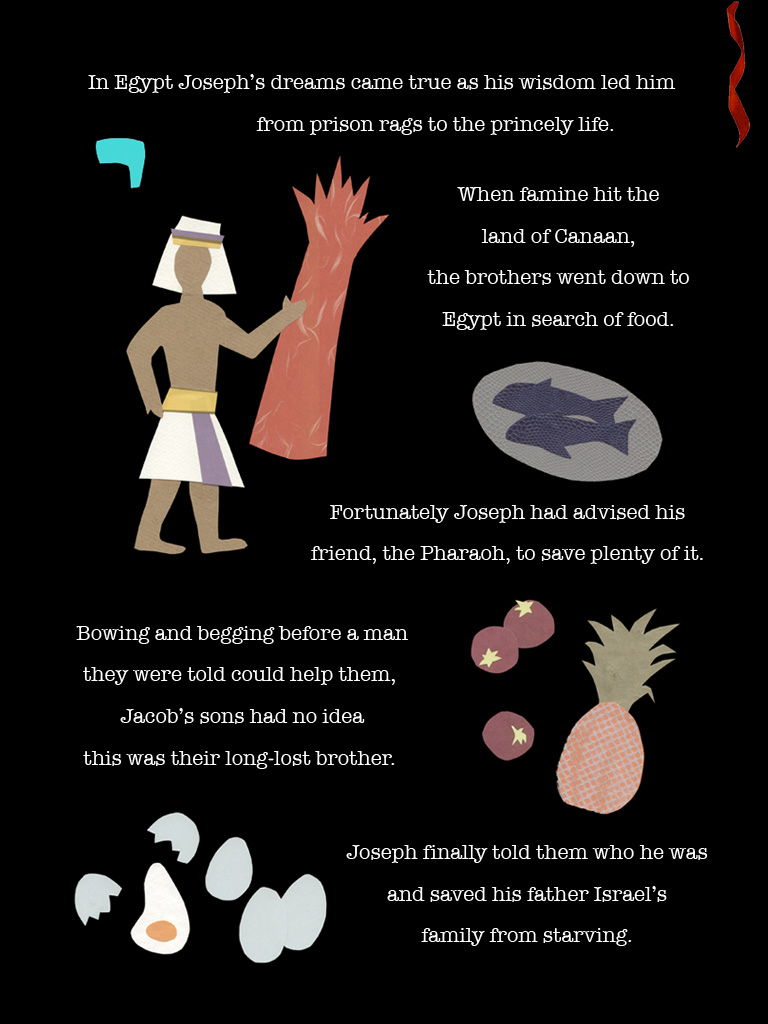 In Egypt Joseph's dreams came true as his wisdom led him
from prison rags to the princely life.
When famine hit the
land of Canaan,
the brothers went down to
Egypt in search of food.
Fortunately Joseph had advised his
friend, the Pharaoh, to save plenty of it.
Bowing and begging before a man
they were told could help them,
Jacob's sons had no idea
this was their long-lost brother.
Joseph finally told them who he was
and saved his father Israel's
family from starving.